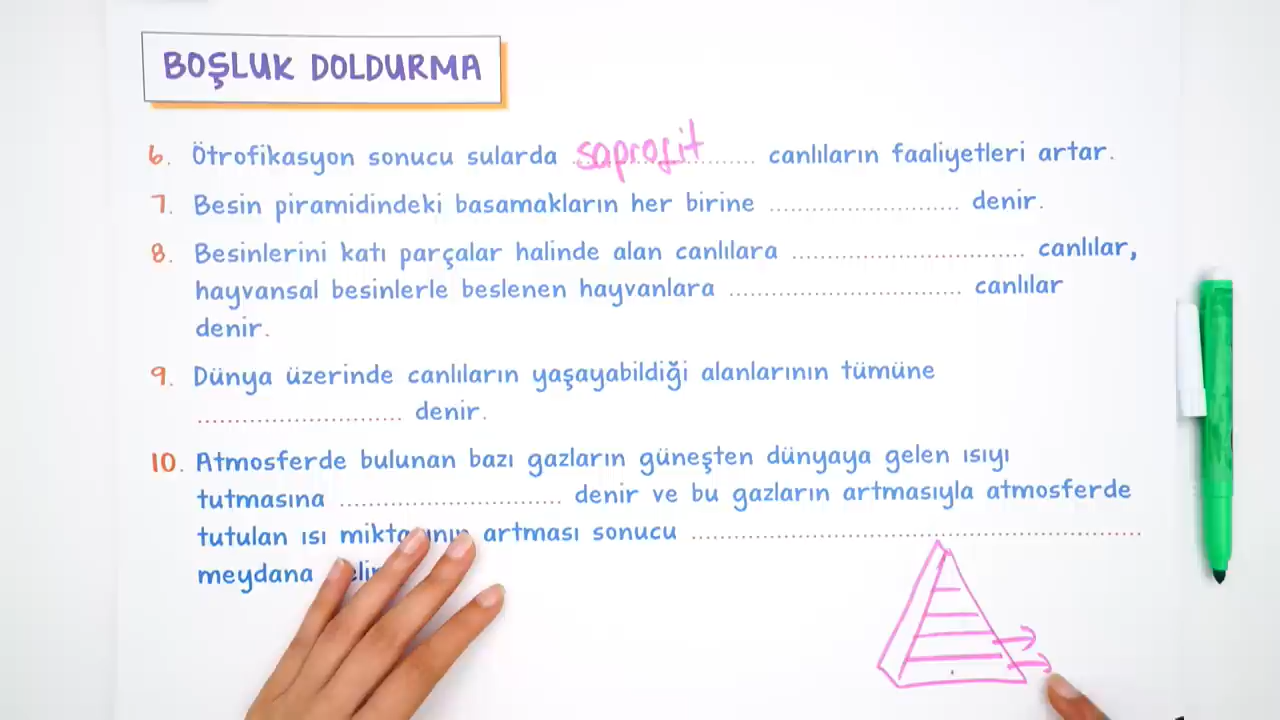 BOŞLUK DOLDURMA
6. Ötrofikasyon sonucu sularda saprofit canlıların faaliyetleri artar.
7. Besin piramidindeki basamakların her birine .............................. denir.
8. Besinlerini katı parçalar halinde alan canlılara .............................. canlılar,
hayvansal besinlerle beslenen hayvanlara .............................. canlılar
denir.
9. Dünya üzerinde canlıların yaşayabildiği alanlarının tümüne
.............................. denir.
10. Atmosferde bulunan bazı gazların güneşten dünyaya gelen ısıyı
tutmasına .............................. denir ve bu gazların artmasıyla atmosferde
tutulan ısı artması sonucu ..............................
meydana